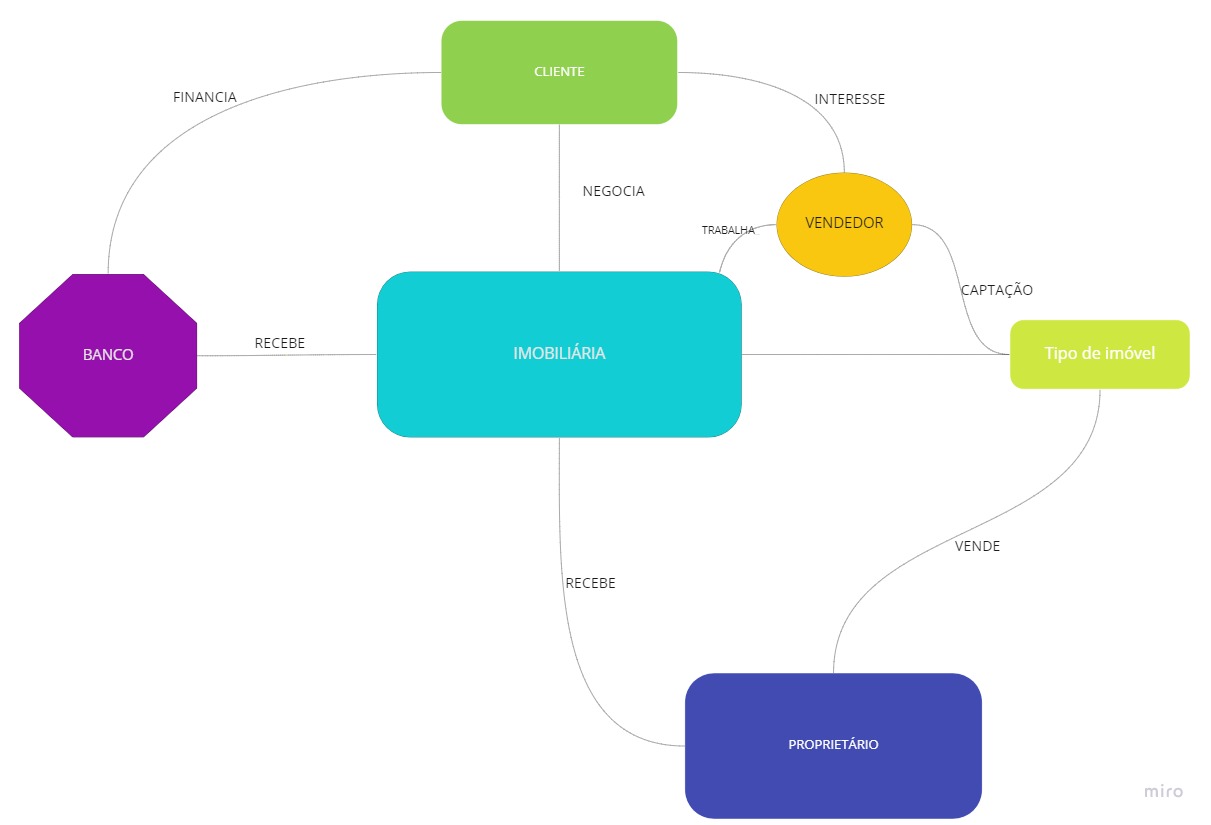 CLIENTE
FINANCIA
INTERESSE
NEGOCIA
VENDEDOR
TRABALHA
CAPTAÇÃO
RECEBE
BANCO
IMOBILIÁRIA
Tipo de imóvel
VENDE
RECEBE
PROPRIETÁRIO
miro